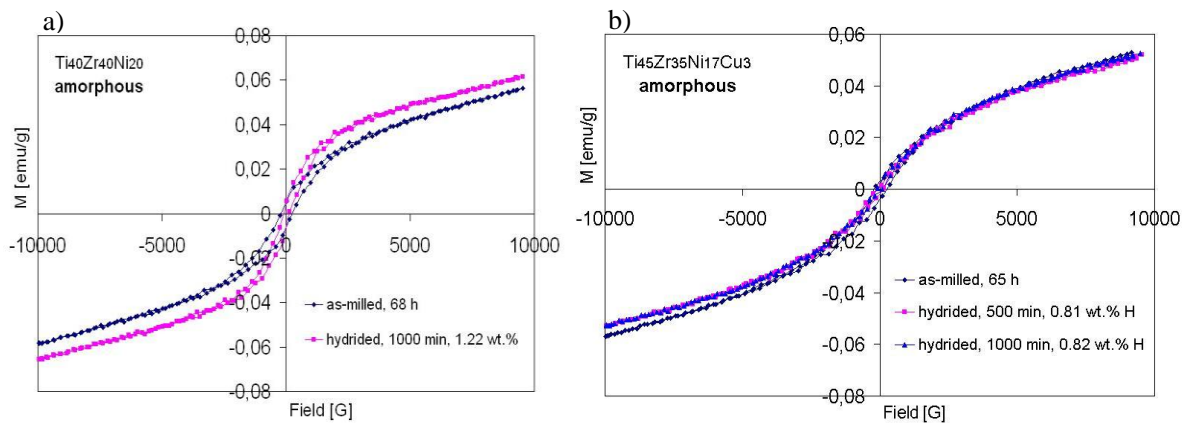 a)
0,08
Ti40Zr40Ni20
amorphous
0,06
0,04
0,02
0
-10000
-5000
0
5000
10000
-0,02
-0,04
-0,06
-0,08
M [emu/g]
Field [G]
as-milled, 68 h
hydrided, 1000 min, 1.22 wt.%
b)
0,06
Ti45Zr35Ni17Cu3
amorphous
0,04
0,02
0
-10000
-5000
0
5000
10000
-0,02
-0,04
-0,06
-0,08
M [emu/g]
Field [G]
as-milled, 65 h
hydrided, 500 min, 0.81 wt.% H
hydrided, 1000 min, 0.82 wt.% H